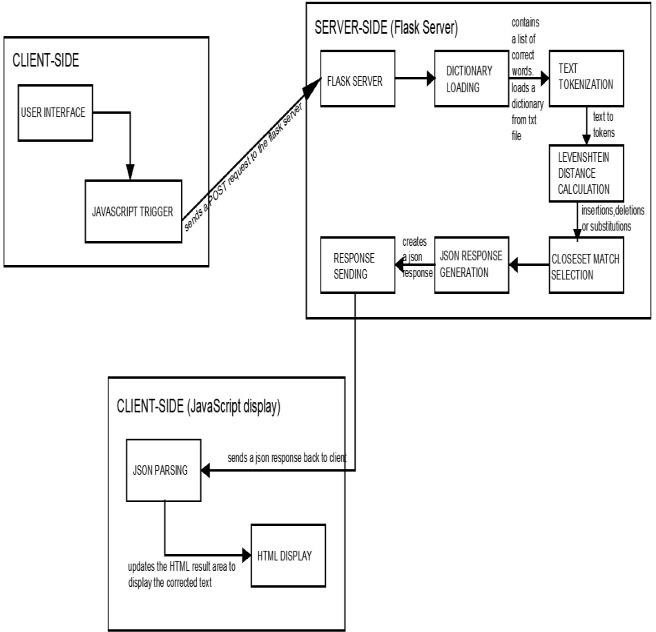 CLIENT-SIDE
USER INTERFACE
JAVASCRIPT TRIGGER
sends a POST request to the flask server
SERVER-SIDE (Flask Server)
FLASK SERVER
DICTIONARY
LOADING
contains
a list of
correct
words.
loads a
dictionary
from txt
file
TEXT
TOKENIZATION
text to
tokens
LEVENSHTEIN
DISTANCE
CALCULATION
insertions,deletions
or substitutions
CLOSESET MATCH
SELECTION
JSON RESPONSE
GENERATION
creates
a json
response
RESPONSE
SENDING
CLIENT-SIDE (JavaScript display)
sends a json response back to client
JSON PARSING
updates the HTML result area to
display the corrected text
HTML DISPLAY